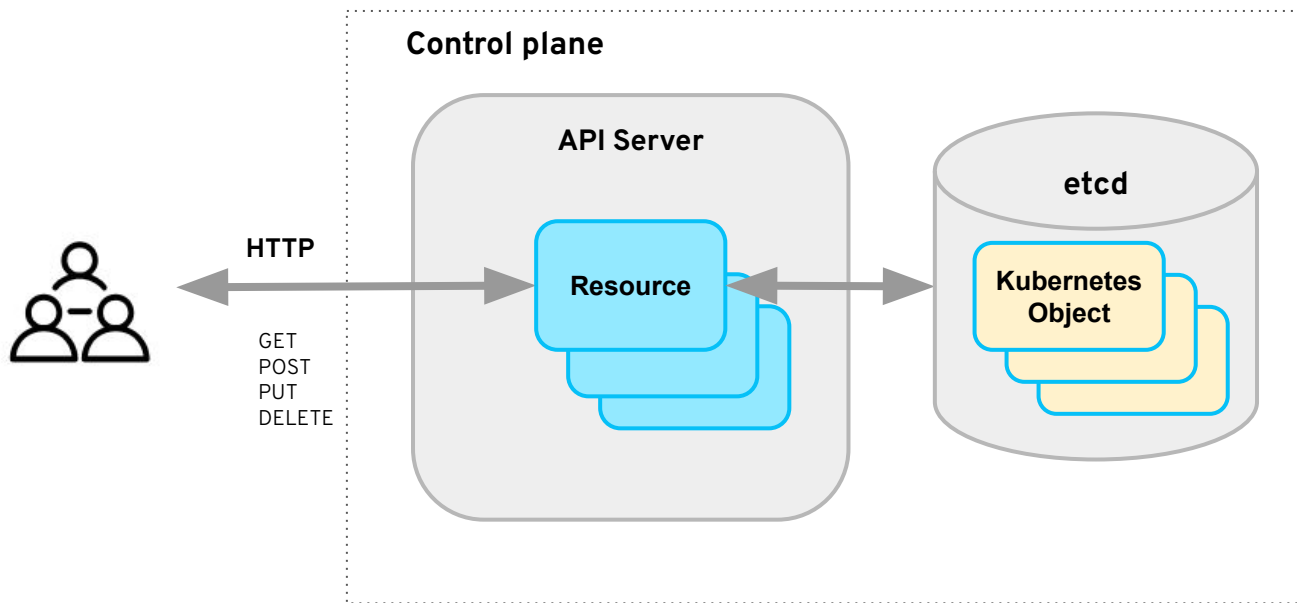 Control plane
API Server
etcd
HTTP
Resource
Kubernetes
Object
GET
POST
PUT
DELETE